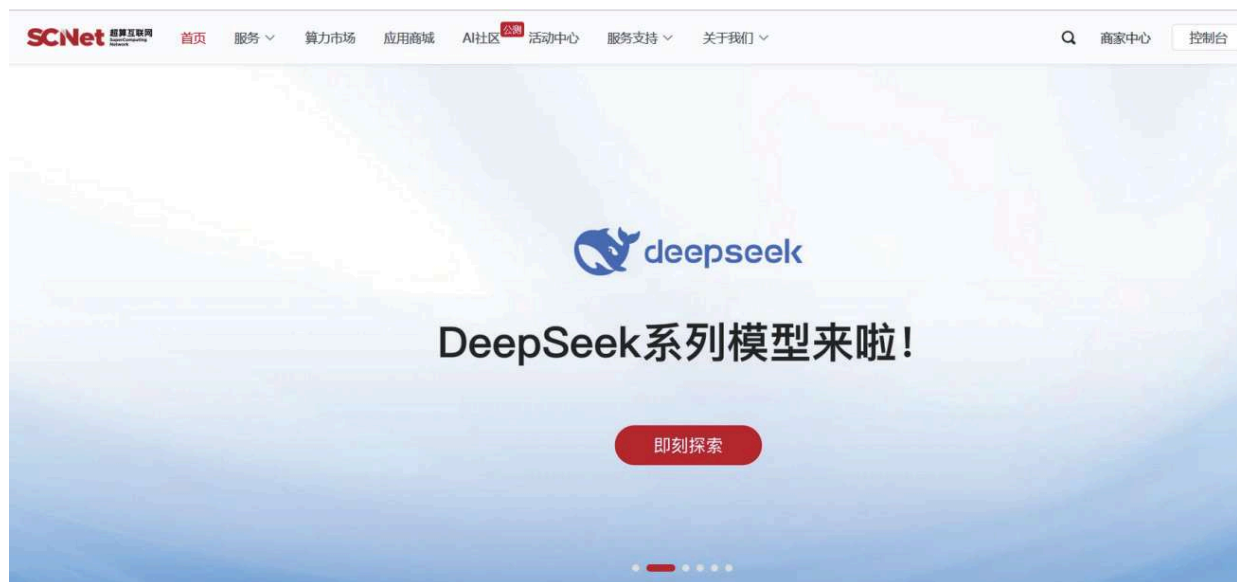 SCNet 超算互联网
SuperComputing
Network
首页 服务 算力市场 应用商城 AI社区 公测 活动中心 服务支持 关于我们 商家中心 控制台
deepseek
DeepSeek系列模型来啦!
即刻探索